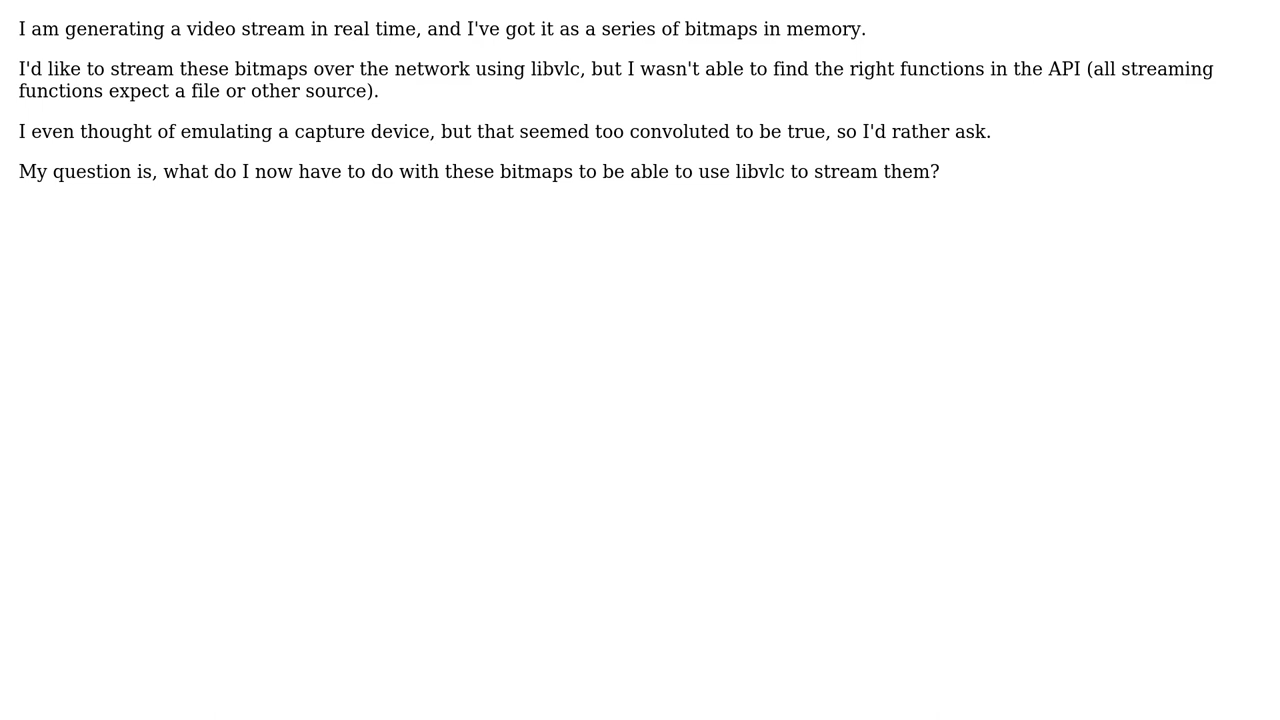 I am generating a video stream in real time, and I've got it as a series of bitmaps in memory.
I'd like to stream these bitmaps over the network using libvlc, but I wasn't able to find the right functions in the API (all streaming
functions expect a file or other source).
I even thought of emulating a capture device, but that seemed too convoluted to be true, so I'd rather ask.
My question is, what do I now have to do with these bitmaps to be able to use libvlc to stream them?